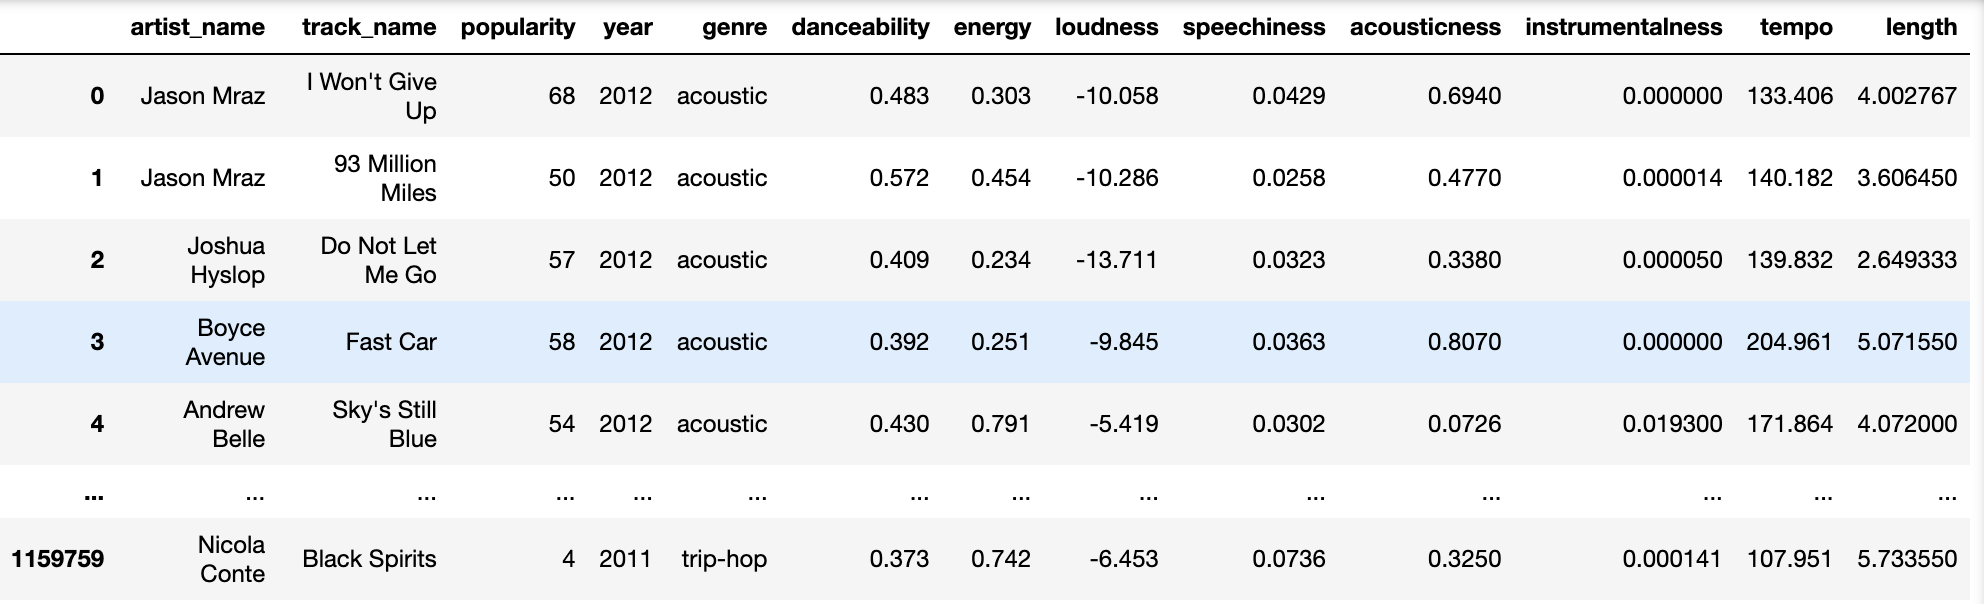 artist_name track_name popularity year genre danceability energy loudness speechiness acousticness instrumentalness tempo length
0 Jason Mraz I Won't Give Up 68 2012 acoustic 0.483 0.303 -10.058 0.0429 0.6940 0.000000 133.406 4.002767
1 Jason Mraz 93 Million Miles 50 2012 acoustic 0.572 0.454 -10.286 0.0258 0.4770 0.000014 140.182 3.606450
2 Joshua Hyslop Do Not Let Me Go 57 2012 acoustic 0.409 0.234 -13.711 0.0323 0.3380 0.000050 139.832 2.649333
3 Boyce Avenue Fast Car 58 2012 acoustic 0.392 0.251 -9.845 0.0363 0.8070 0.000000 204.961 5.071550
4 Andrew Belle Sky's Still Blue 54 2012 acoustic 0.430 0.791 -5.419 0.0302 0.0726 0.019300 171.864 4.072000
... ... ... ... ... ... ... ... ... ... ... ... ... ...
1159759 Nicola Conte Black Spirits 4 2011 trip-hop 0.373 0.742 -6.453 0.0736 0.3250 0.000141 107.951 5.733550